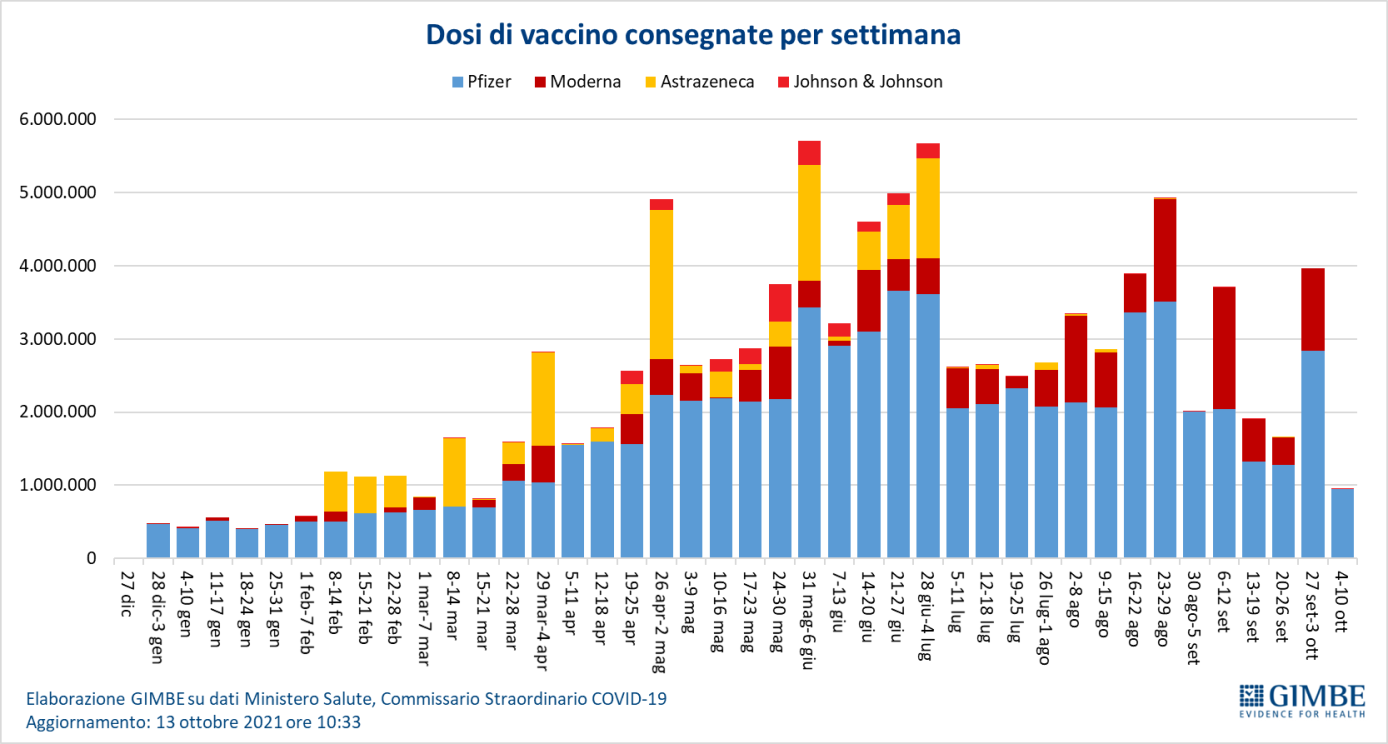 Dosi di vaccino consegnate per settimana
Pfizer Moderna Astrazeneca Johnson & Johnson
6.000.000
5.000.000
4.000.000
3.000.000
2.000.000
1.000.000
0
27 dic
28 dic-3 gen
4-10 gen
11-17 gen
18-24 gen
25-31 gen
1 feb-7 feb
8-14 feb
15-21 feb
22-28 feb
1 mar-7 mar
8-14 mar
15-21 mar
22-28 mar
29 mar-4 apr
5-11 apr
12-18 apr
19-25 apr
26 apr-2 mag
3-9 mag
10-16 mag
17-23 mag
24-30 mag
31 mag-6 giu
7-13 giu
14-20 giu
21-27 giu
28 giu-4 lug
5-11 lug
12-18 lug
19-25 lug
26 lug-1 ago
2-8 ago
9-15 ago
16-22 ago
23-29 ago
30 ago-5 set
6-12 set
13-19 set
20-26 set
27 set-3 ott
4-10 ott
Elaborazione GIMBE su dati Ministero Salute, Commissario Straordinario COVID-19
Aggiornamento: 13 ottobre 2021 ore 10:33
GIMBE
EVIDENCE FOR HEALTH